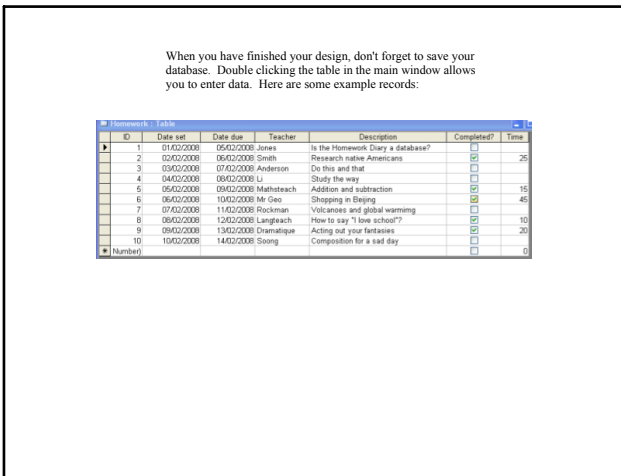 When you have finished your design, don't forget to save your
database. Double clicking the table in the main window allows
you to enter data. Here are some example records:
Homework : Table
ID Date set Date due Teacher Description Completed? Time
1 01/02/2008 05/02/2008 Jones Is the Homework Diary a database?
2 02/02/2008 06/02/2008 Smith Research native Americans 25
3 03/02/2008 07/02/2008 Anderson Do this and that
4 04/02/2008 08/02/2008 Li Study the way
5 05/02/2008 09/02/2008 Mathsteach Addition and subtraction 15
6 06/02/2008 10/02/2008 Mr Geo Shopping in Beijing 45
7 07/02/2008 11/02/2008 Rockman Volcanoes and global warmimg
8 08/02/2008 12/02/2008 Langteach How to say "I love school"? 10
9 09/02/2008 13/02/2008 Dramatique Acting out your fantasies 20
10 10/02/2008 14/02/2008 Soong Composition for a sad day
Number) 0